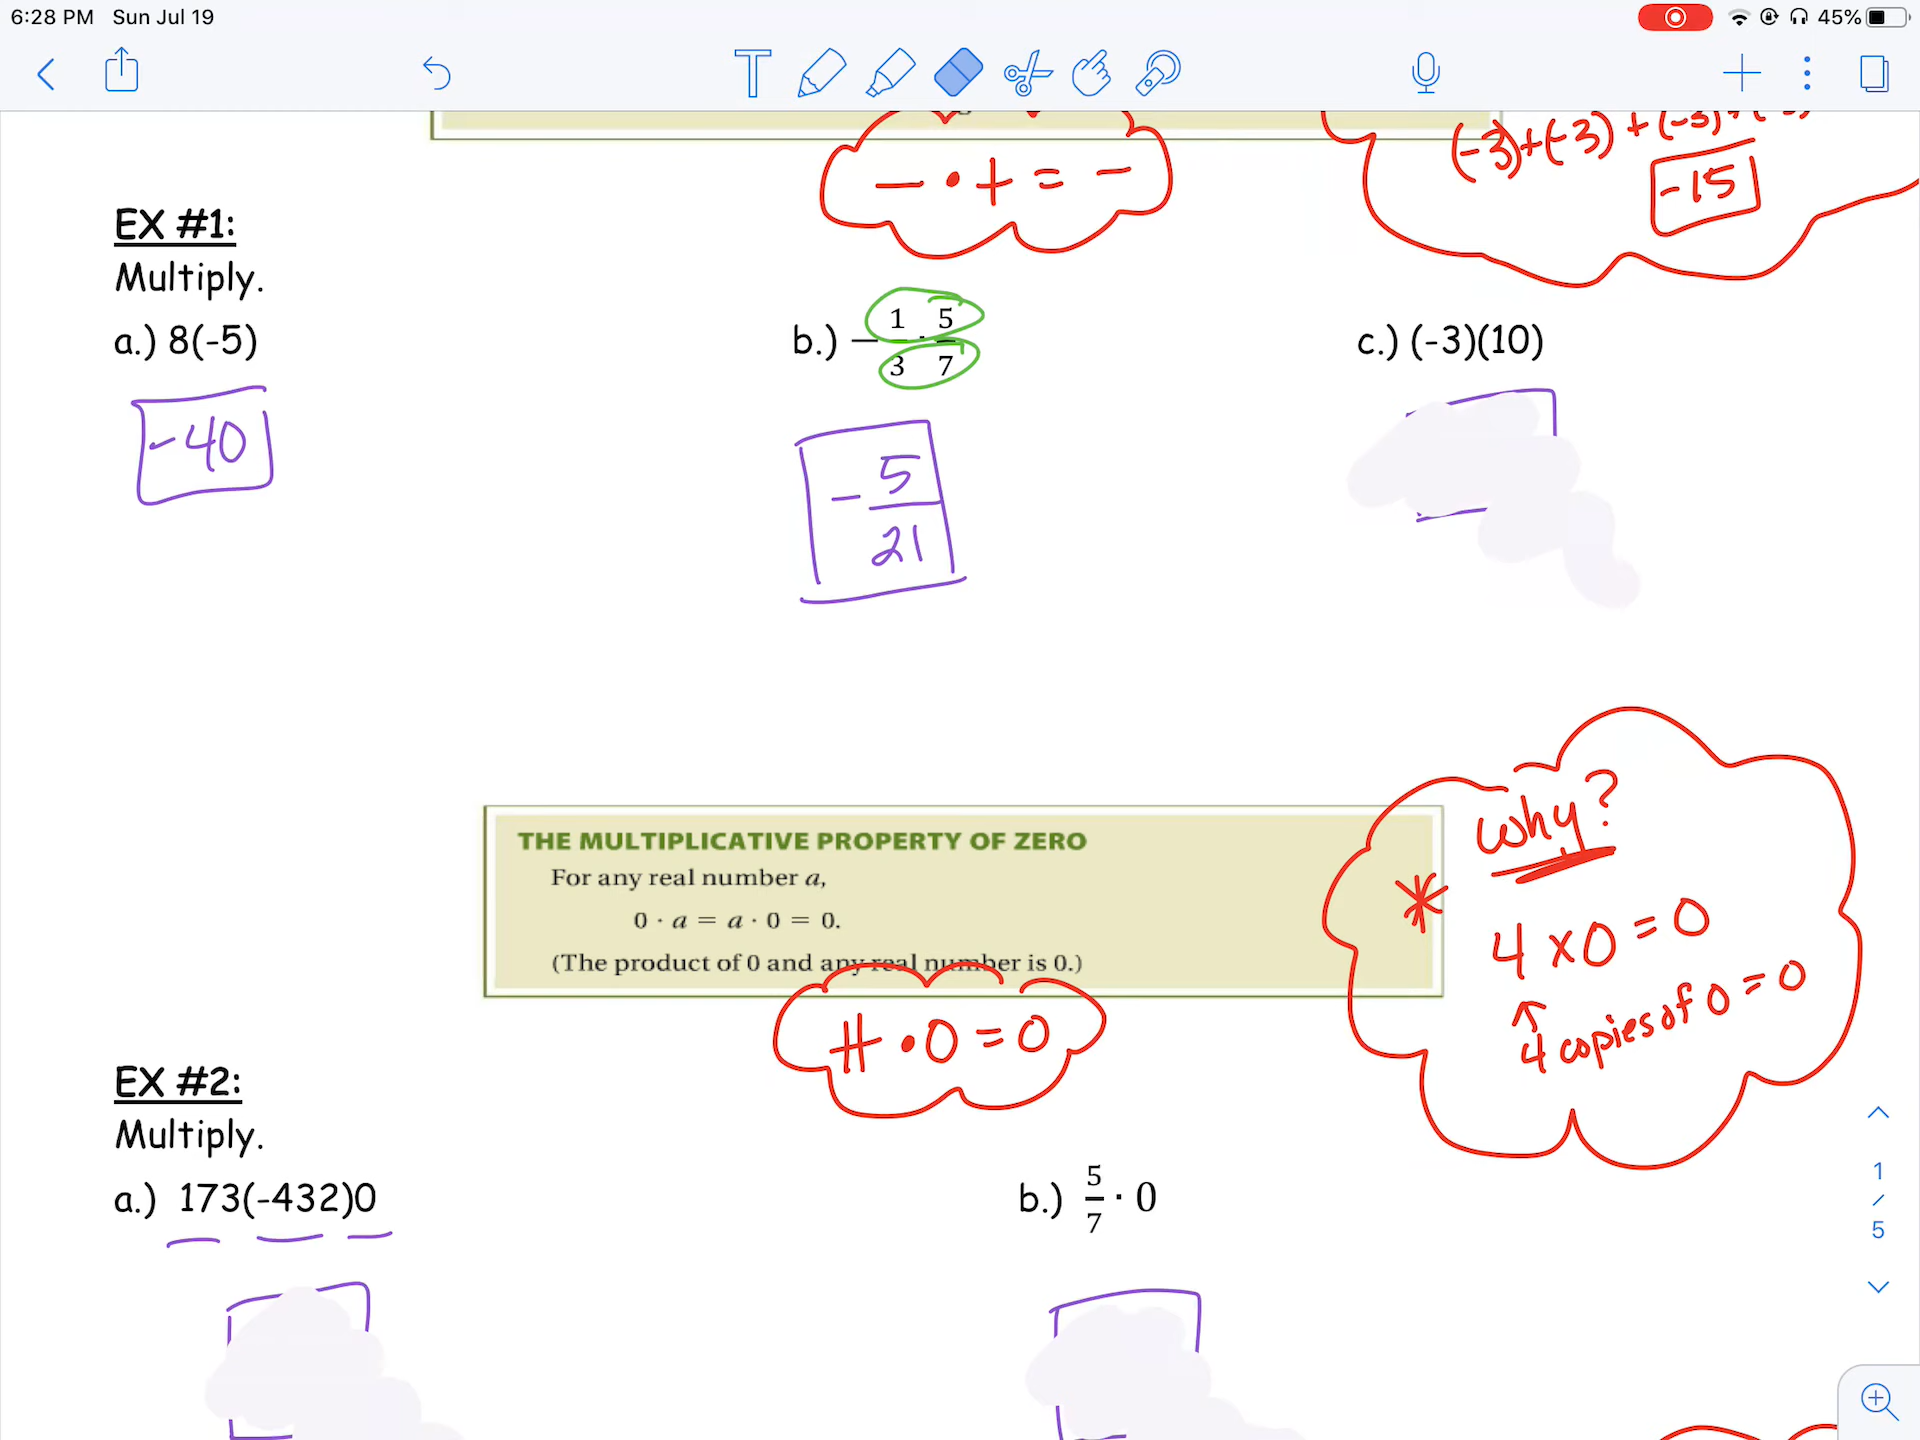 6:28 PM Sun Jul 19
45%
(-3)+(-3)+(-3)+
- • + = -
-15
EX #1:
Multiply.
a.) 8(-5)
b.) -1/3 · 5/7
c.) (-3)(10)
-40
- 5/21
why?
THE MULTIPLICATIVE PROPERTY OF ZERO
For any real number a,
0 · a = a · 0 = 0.
(The product of 0 and any real number is 0.)
*
4 x 0 = 0
↑
4 copies of 0 = 0
# • 0 = 0
EX #2:
Multiply.
a.) 173(-432)0
b.) 5/7 · 0
1
/
5